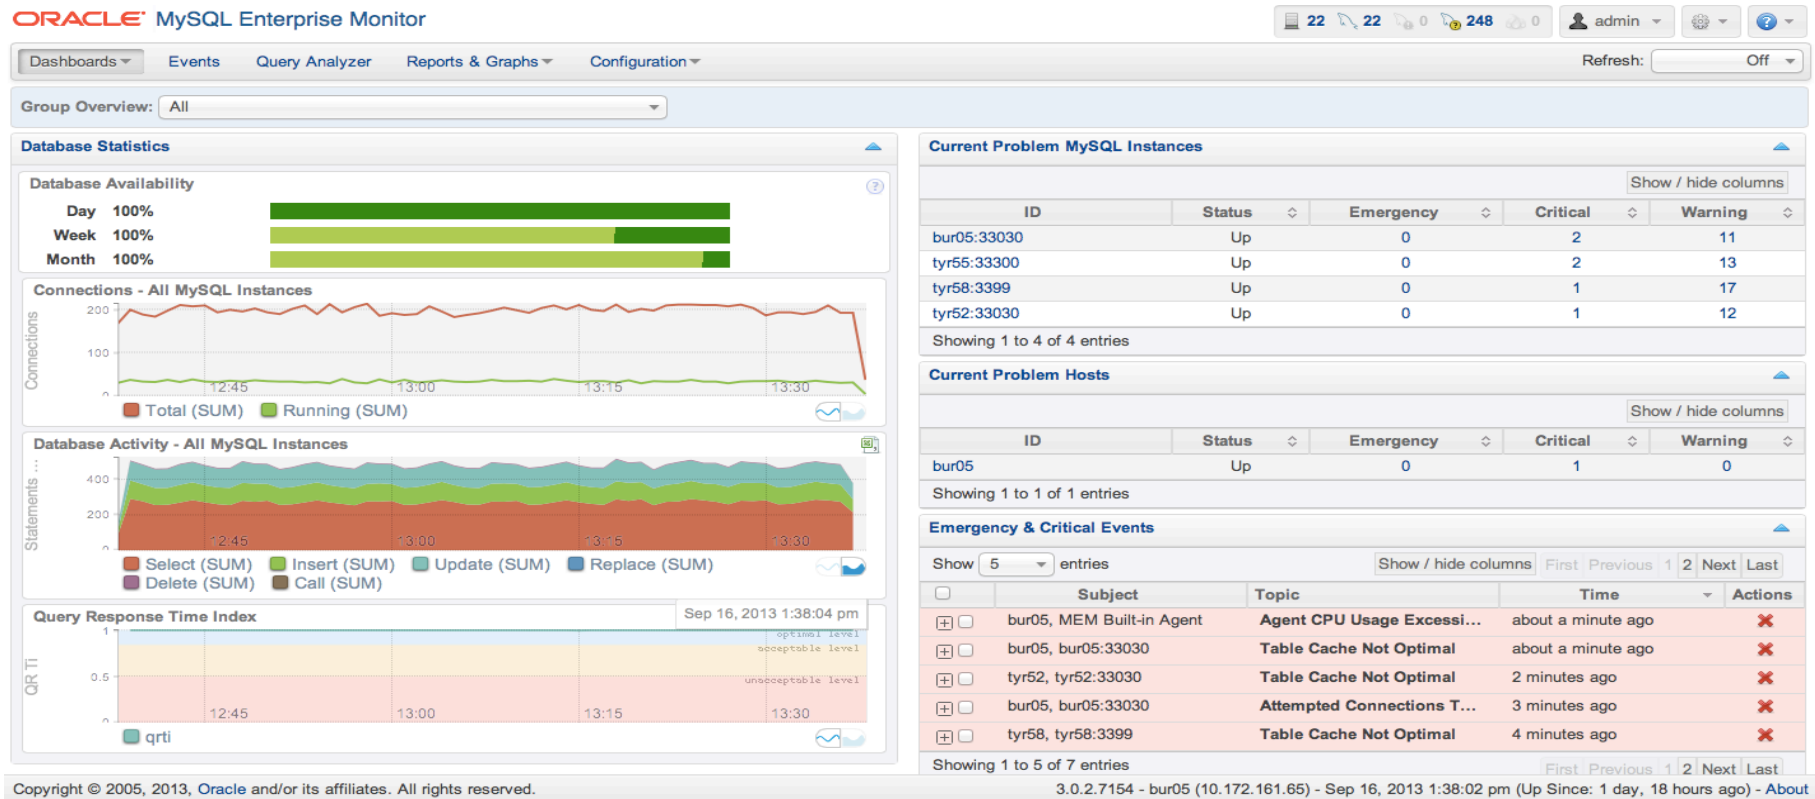 ORACLE® MySQL Enterprise Monitor
22 22 0 248 0 admin ?
Dashboards Events Query Analyzer Reports & Graphs Configuration Refresh: Off
Group Overview: All
Database Statistics
Database Availability ?
Day 100%
Week 100%
Month 100%
Connections - All MySQL Instances
Connections
200
100
0
12:45 13:00 13:15 13:30
Total (SUM) Running (SUM)
Database Activity - All MySQL Instances
Statements ...
400
200
0
12:45 13:00 13:15 13:30
Select (SUM) Insert (SUM) Update (SUM) Replace (SUM)
Delete (SUM) Call (SUM)
Query Response Time Index
Sep 16, 2013 1:38:04 pm
QR Ti
1
optimal level
acceptable level
0.5
unacceptable level
0
12:45 13:00 13:15 13:30
qrti
Current Problem MySQL Instances
Show / hide columns
ID Status Emergency Critical Warning
bur05:33030 Up 0 2 11
tyr55:33300 Up 0 2 13
tyr58:3399 Up 0 1 17
tyr52:33030 Up 0 1 12
Showing 1 to 4 of 4 entries
Current Problem Hosts
Show / hide columns
ID Status Emergency Critical Warning
bur05 Up 0 1 0
Showing 1 to 1 of 1 entries
Emergency & Critical Events
Show 5 entries Show / hide columns First Previous 1 2 Next Last
Subject Topic Time Actions
bur05, MEM Built-in Agent Agent CPU Usage Excessi... about a minute ago
bur05, bur05:33030 Table Cache Not Optimal about a minute ago
tyr52, tyr52:33030 Table Cache Not Optimal 2 minutes ago
bur05, bur05:33030 Attempted Connections T... 3 minutes ago
tyr58, tyr58:3399 Table Cache Not Optimal 4 minutes ago
Showing 1 to 5 of 7 entries First Previous 1 2 Next Last
Copyright © 2005, 2013, Oracle and/or its affiliates. All rights reserved. 3.0.2.7154 - bur05 (10.172.161.65) - Sep 16, 2013 1:38:02 pm (Up Since: 1 day, 18 hours ago) - About